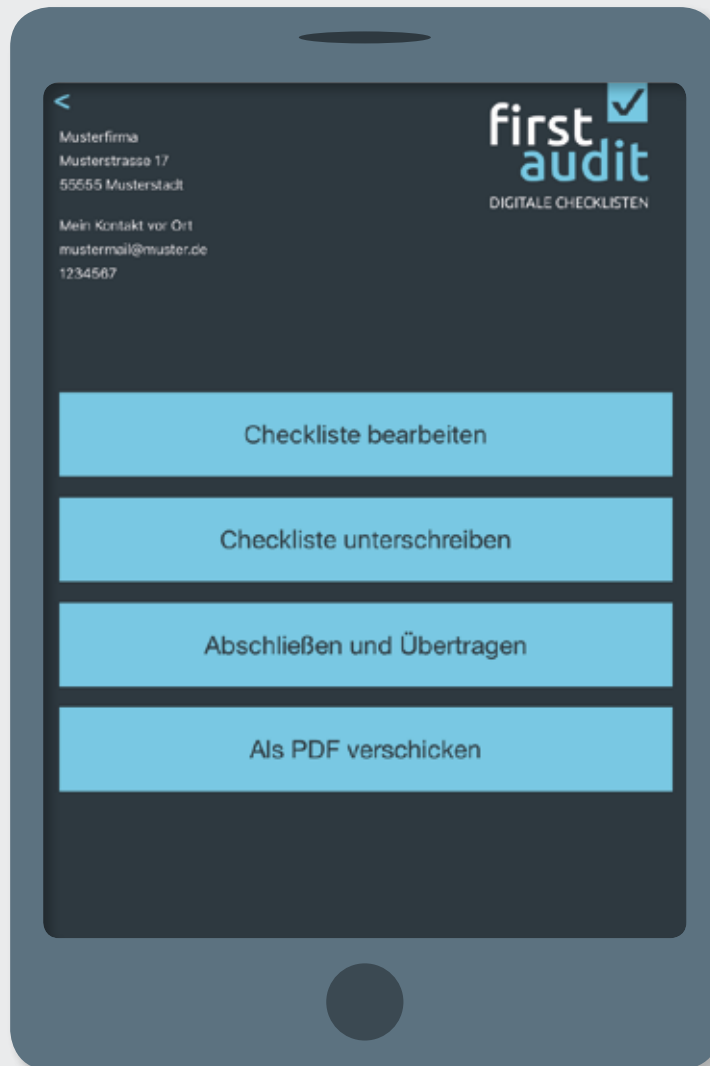 <
Musterfirma
Musterstrasse 17
55555 Musterstadt
Mein Kontakt vor Ort
mustermail@muster.de
1234567
first
audit
DIGITALE CHECKLISTEN
Checkliste bearbeiten
Checkliste unterschreiben
Abschließen und Übertragen
Als PDF verschicken